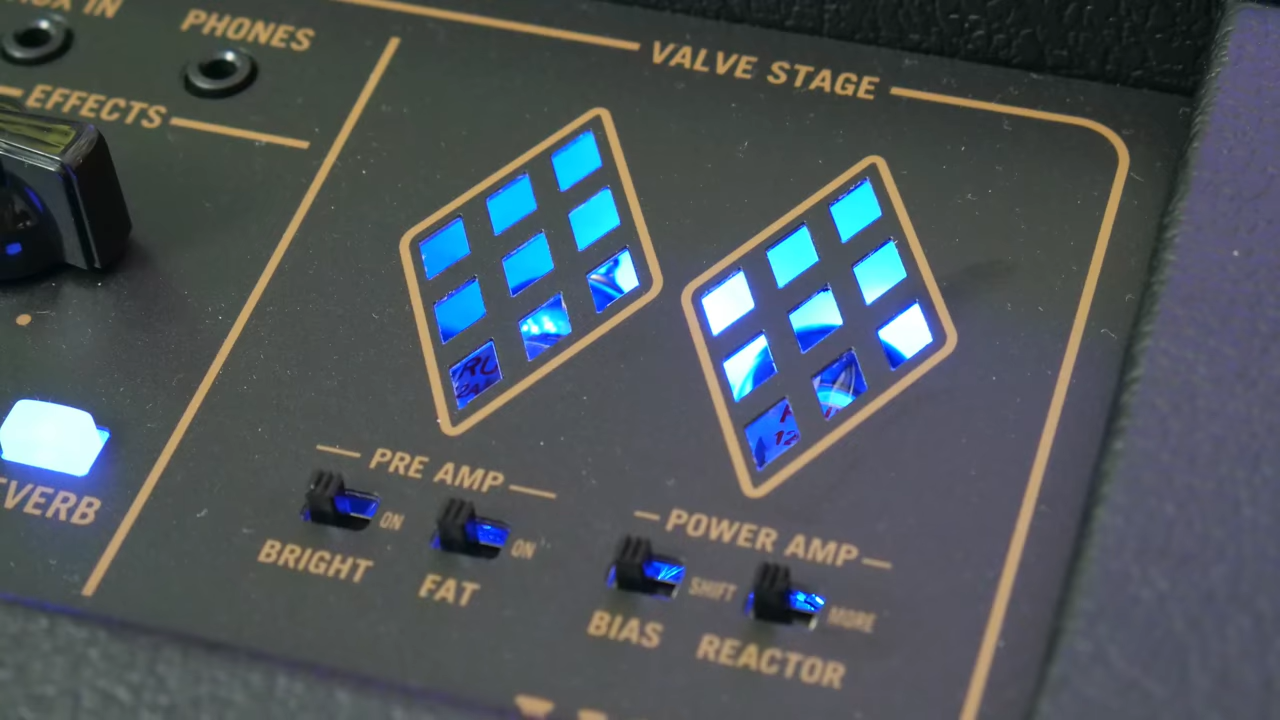 PHONES
VALVE STAGE
EFFECTS
PRE AMP
ON
ON
BRIGHT
FAT
POWER AMP
SHIFT
MORE
BIAS
REACTOR